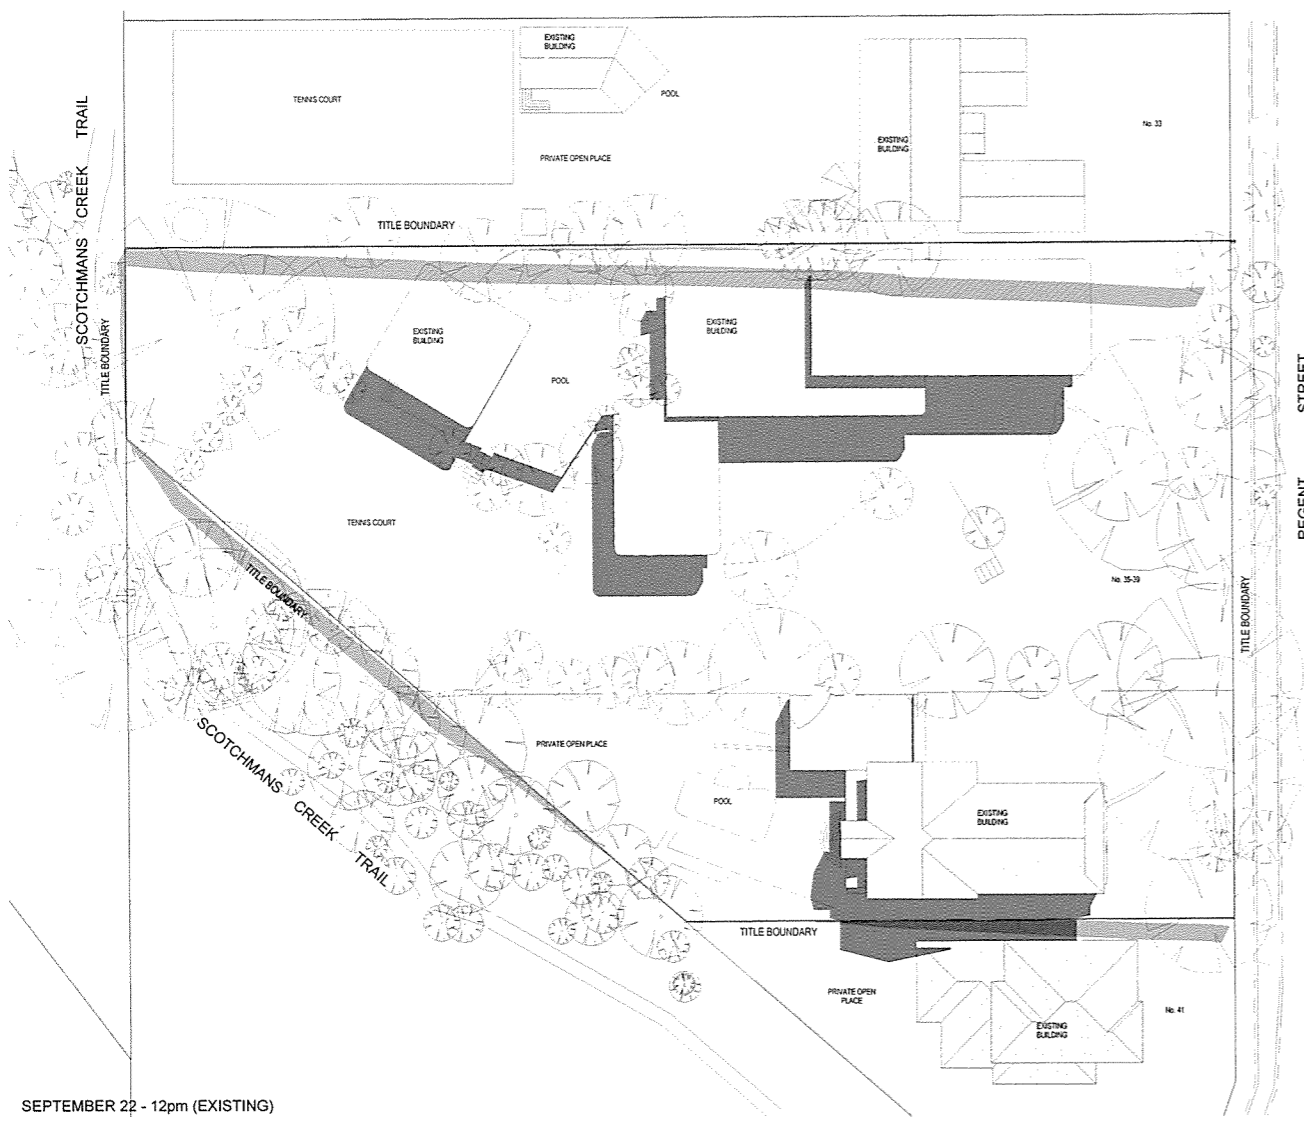 EXISTING
BUILDING
TENNIS COURT
POOL
No. 33
EXISTING
BUILDING
PRIVATE OPEN PLACE
SCOTCHMANS CREEK TRAIL
TITLE BOUNDARY
TITLE BOUNDARY
EXISTING
BUILDING
EXISTING
BUILDING
POOL
REGENT STREET
TENNIS COURT
TITLE BOUNDARY
No. 35-39
TITLE BOUNDARY
SCOTCHMANS CREEK TRAIL
PRIVATE OPEN PLACE
POOL
EXISTING
BUILDING
TITLE BOUNDARY
PRIVATE OPEN
PLACE
No. 41
EXISTING
BUILDING
SEPTEMBER 22 - 12pm (EXISTING)